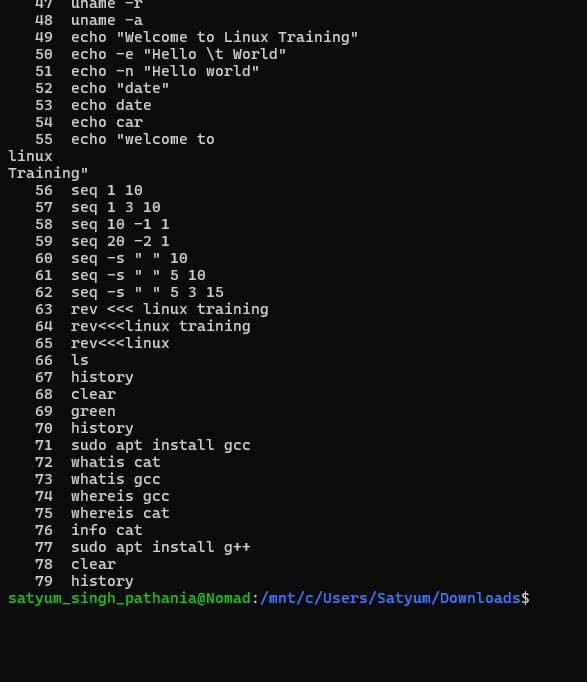 47  uname -r
48  uname -a
49  echo "Welcome to Linux Training"
50  echo -e "Hello \t World"
51  echo -n "Hello world"
52  echo "date"
53  echo date
54  echo car
55  echo "welcome to
linux
Training"
56  seq 1 10
57  seq 1 3 10
58  seq 10 -1 1
59  seq 20 -2 1
60  seq -s " " 10
61  seq -s " " 5 10
62  seq -s " " 5 3 15
63  rev <<< linux training
64  rev<<<linux training
65  rev<<<linux
66  ls
67  history
68  clear
69  green
70  history
71  sudo apt install gcc
72  whatis cat
73  whatis gcc
74  whereis gcc
75  whereis cat
76  info cat
77  sudo apt install g++
78  clear
79  history
satyum_singh_pathania@Nomad:/mnt/c/Users/Satyum/Downloads$